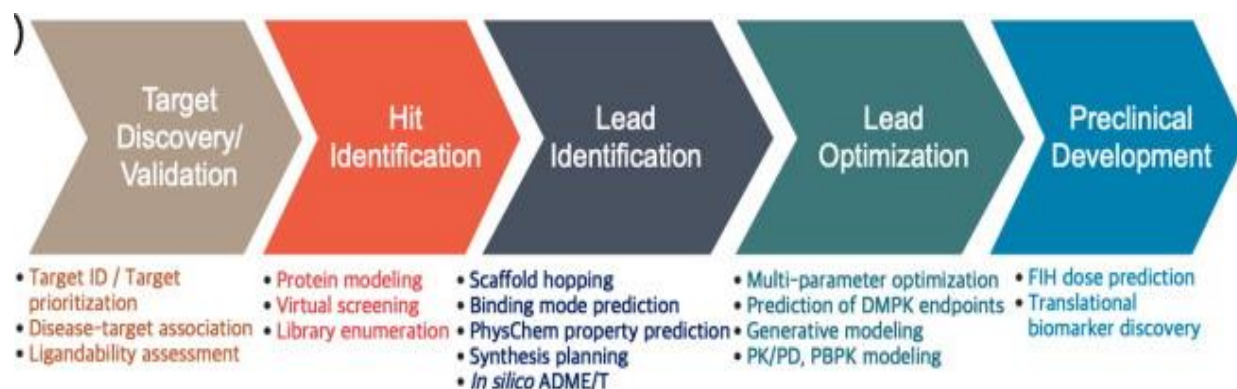 )
Target
Discovery/
Validation
Hit
Identification
Lead
Identification
Lead
Optimization
Preclinical
Development
• Target ID / Target
prioritization
• Disease-target association
• Ligandability assessment
• Protein modeling
• Virtual screening
• Library enumeration
• Scaffold hopping
• Binding mode prediction
• PhysChem property prediction
• Synthesis planning
• In silico ADME/T
• Multi-parameter optimization
• Prediction of DMPK endpoints
• Generative modeling
• PK/PD, PBPK modeling
• FIH dose prediction
• Translational
biomarker discovery